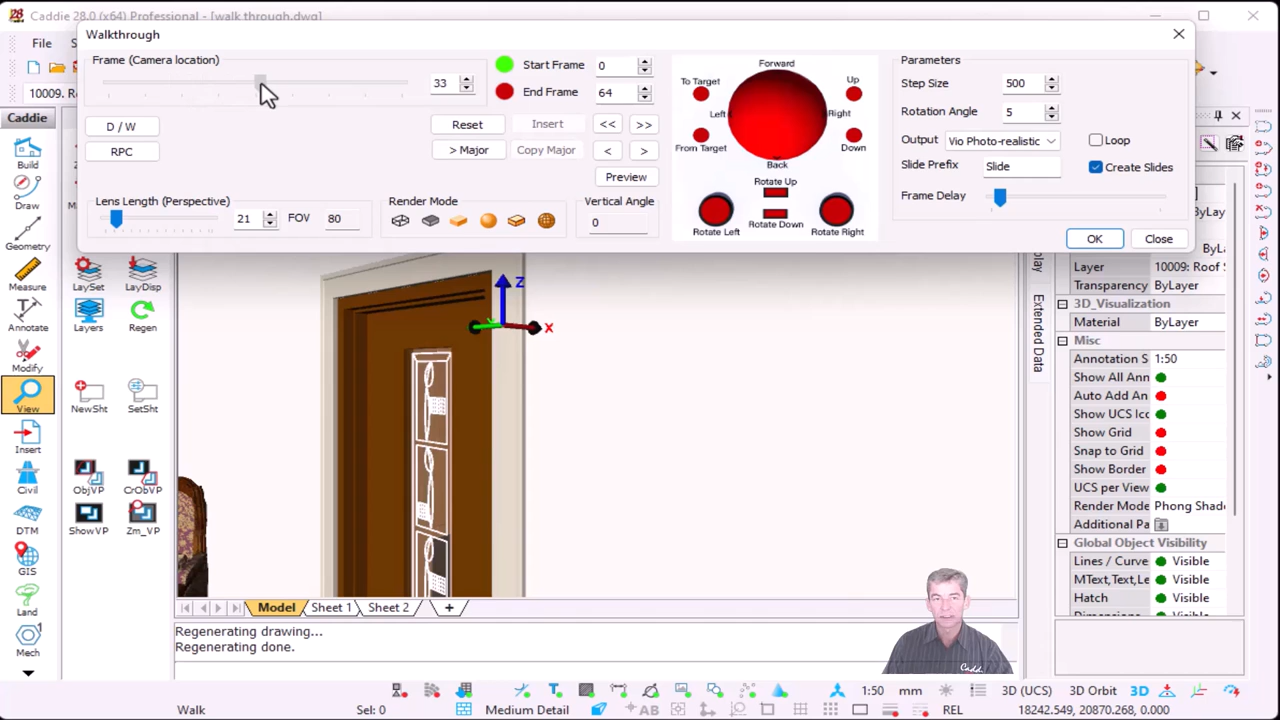 28 Caddie 28.0 (x64) Professional - [walk through.dwg]
File
Walkthrough
Frame (Camera location)
33
Start Frame 0
End Frame 64
D / W
RPC
Reset Insert << >>
> Major Copy Major < >
Preview
Lens Length (Perspective)
21 FOV 80
Render Mode
Vertical Angle
0
Forward
To Target
Up
Left
Right
From Target
Down
Back
Rotate Up
Rotate Left
Rotate Down
Rotate Right
Parameters
Step Size 500
Rotation Angle 5
Output Vio Photo-realistic Loop
Slide Prefix Slide Create Slides
Frame Delay
OK Close
Caddie
Build
Draw
Geometry
Measure
Annotate
Modify
View
Insert
Civil
DTM
GIS
Land
Mech
LaySet LayDisp
Layers Regen
NewSht SetSht
ObjVP CrObVP
ShowVP Zm_VP
Z
X
Extended Data
ByLay
ByLayer
ByLa
Layer 10009: Roof S
Transparency ByLayer
3D_Visualization
Material ByLayer
Misc
Annotation S 1:50
Show All Ann
Auto Add An
Show UCS Ico
Show Grid
Snap to Grid
Show Border
UCS per View
Render Mode Phong Shade
Additional Pa
Global Object Visibility
Lines / Curve Visible
MText,Text,Le Visible
Hatch Visible
Model Sheet 1 Sheet 2 +
Regenerating drawing...
Regenerating done.
Caddie
1:50 mm 3D (UCS) 3D Orbit 3D
Walk Sel: 0 Medium Detail AB REL 18242.549, 20870.268, 0.0000